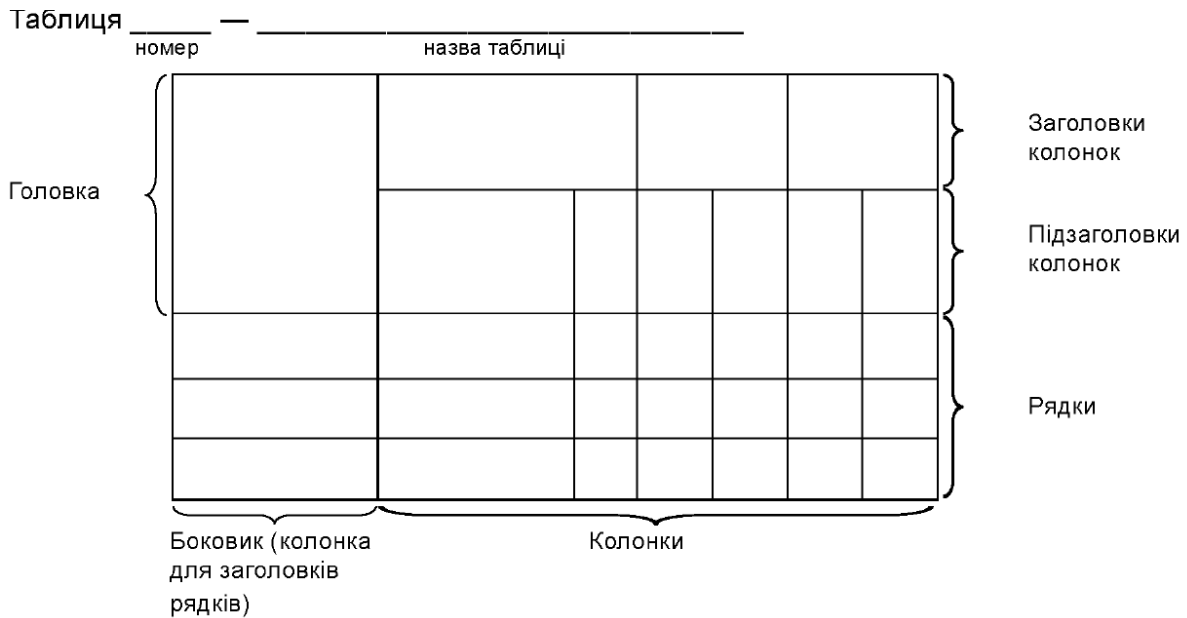 Таблиця _____ — ______________________________
номер назва таблиці
Заголовки
колонок
Головка
Підзаголовки
колонок
Рядки
Боковик (колонка
для заголовків
рядків)
Колонки